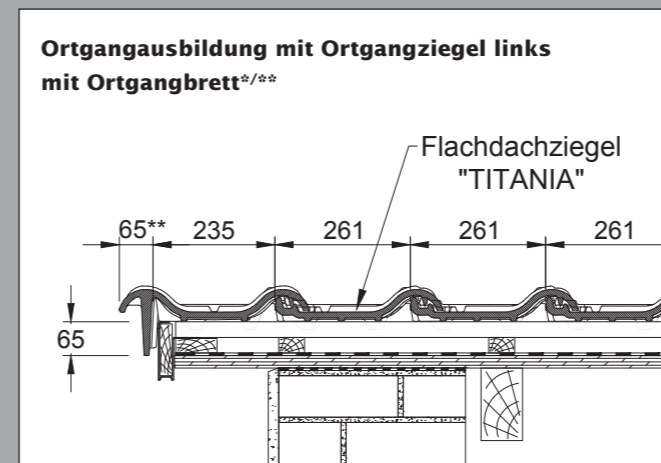 Ortgangausbildung mit Ortgangziegel links
mit Ortgangbrett*/**
Flachdachziegel
"TITANIA"
65** 235 261 261 261
65